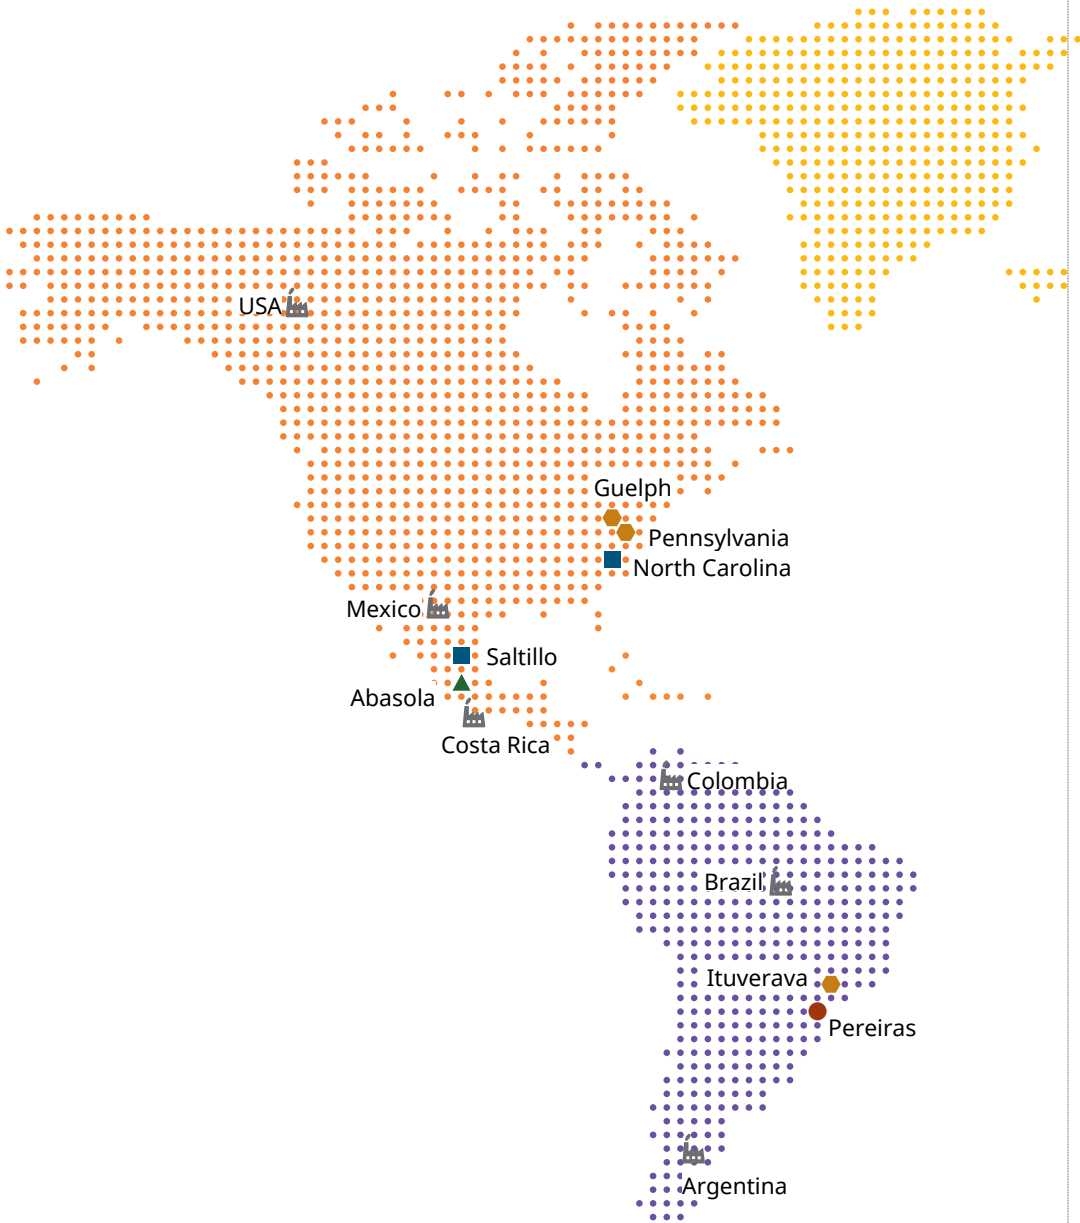 USA
Guelph
Pennsylvania
North Carolina
Mexico
Saltillo
Abasola
Costa Rica
Colombia
Brazil
Ituverava
Pereiras
Argentina